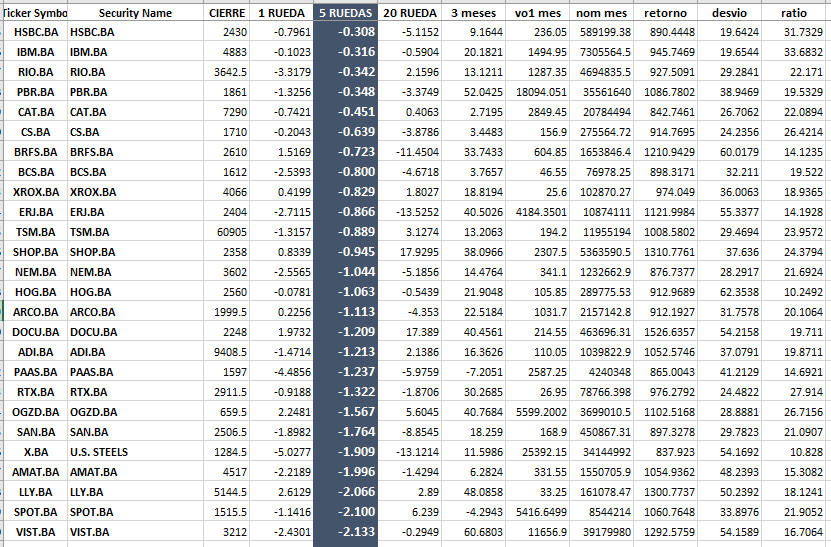 Ticker Symbo Security Name CIERRE 1 RUEDA 5 RUEDAS 20 RUEDA 3 meses vo1 mes nom mes retorno desvio ratio
HSBC.BA HSBC.BA 2430 -0.7961 -0.308 -5.1152 9.1644 236.05 589199.38 890.4448 19.6424 31.7329
IBM.BA IBM.BA 4883 -0.1023 -0.316 -0.5904 20.1821 1494.95 7305564.5 945.7469 19.6544 33.6832
RIO.BA RIO.BA 3642.5 -3.3179 -0.342 2.1596 13.1211 1287.35 4694835.5 927.5091 29.2841 22.171
PBR.BA PBR.BA 1861 -1.3256 -0.348 -3.3749 52.0425 18094.051 35561640 1086.7802 38.9469 19.5329
CAT.BA CAT.BA 7290 -0.7421 -0.451 0.4063 2.7195 2849.45 20784494 842.7461 26.7062 22.0894
CS.BA CS.BA 1710 -0.2043 -0.639 -3.8786 3.4483 156.9 275564.72 914.7695 24.2356 26.4214
BRFS.BA BRFS.BA 2610 1.5169 -0.723 -11.4504 33.7433 604.85 1653846.4 1210.9429 60.0179 14.1235
BCS.BA BCS.BA 1612 -2.5393 -0.800 -4.6718 3.7657 46.55 76978.25 898.3171 32.211 19.522
XROX.BA XROX.BA 4066 0.4199 -0.829 1.8027 18.8194 25.6 102870.27 974.049 36.0063 18.9365
ERJ.BA ERJ.BA 2404 -2.7115 -0.866 -13.5252 40.5026 4184.3501 10874111 1121.9984 55.3377 14.1928
TSM.BA TSM.BA 60905 -1.3157 -0.889 3.1274 13.2063 194.2 11955194 1008.5802 29.4694 23.9572
SHOP.BA SHOP.BA 2358 0.8339 -0.945 17.9295 38.0966 2307.5 5363590.5 1310.7761 37.636 24.3794
NEM.BA NEM.BA 3602 -2.5565 -1.044 -5.1856 14.4764 341.1 1232662.9 876.7377 28.2917 21.6924
HOG.BA HOG.BA 2560 -0.0781 -1.063 -0.5439 21.9048 105.85 289775.53 912.9689 62.3538 10.2492
ARCO.BA ARCO.BA 1999.5 0.2256 -1.113 -4.353 22.5184 1031.7 2157142.8 912.1927 31.7578 20.1064
DOCU.BA DOCU.BA 2248 1.9732 -1.209 17.389 40.4561 214.55 463696.31 1526.6357 54.2158 19.711
ADI.BA ADI.BA 9408.5 -1.4714 -1.213 2.1386 16.3626 110.05 1039822.9 1052.5746 37.0791 19.8711
PAAS.BA PAAS.BA 1597 -4.4856 -1.237 -5.9759 -7.2051 2587.25 4240348 865.0043 41.2129 14.6921
RTX.BA RTX.BA 2911.5 -0.9188 -1.322 -1.8706 30.2685 26.95 78766.398 976.2792 24.4822 27.914
OGZD.BA OGZD.BA 659.5 2.2481 -1.567 5.6045 40.7684 5599.2002 3699010.5 1102.5168 28.8881 26.7156
SAN.BA SAN.BA 2506.5 -1.8982 -1.764 -8.8545 18.259 168.9 450867.31 897.3278 29.7823 21.0907
X.BA U.S. STEELS 1284.5 -5.0277 -1.909 -13.1214 11.5986 25392.15 34144992 837.923 54.1692 10.828
AMAT.BA AMAT.BA 4517 -2.2189 -1.996 -1.4294 6.2824 331.55 1550705.9 1054.9362 48.2393 15.3082
LLY.BA LLY.BA 5144.5 2.6129 -2.066 2.89 48.0858 33.25 161078.47 1300.7737 50.2392 18.1241
SPOT.BA SPOT.BA 1515.5 -1.1416 -2.100 6.239 -4.2943 5416.6499 8544214 1060.7648 33.8976 21.9052
VIST.BA VIST.BA 3212 -2.4301 -2.133 -0.2949 60.6803 11656.9 39179980 1292.5759 54.1589 16.7064